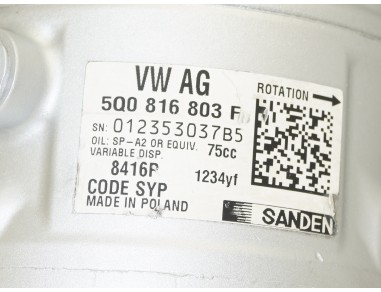 VW AG
ROTATION
5Q0 816 803 F
SN: 012353037B5
OIL: SP-A2 OR EQUIV. 75cc
VARIABLE DISP.
8416P 1234yf
CODE SYP
MADE IN POLAND
SANDEN